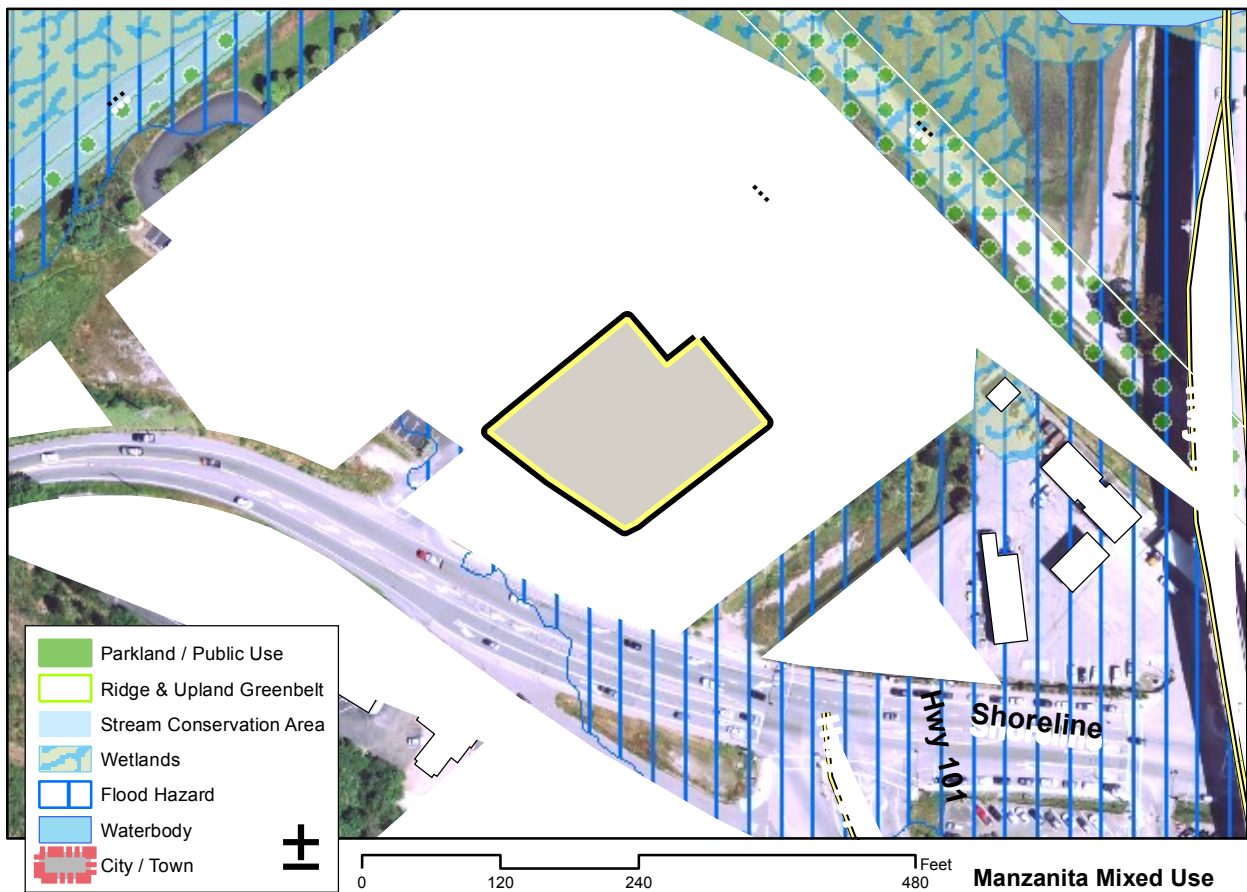 Hwy 101
Shoreline
Parkland / Public Use
Ridge & Upland Greenbelt
Stream Conservation Area
Wetlands
Flood Hazard
Waterbody
City / Town
±
0 120 240 480 Feet
Manzanita Mixed Use